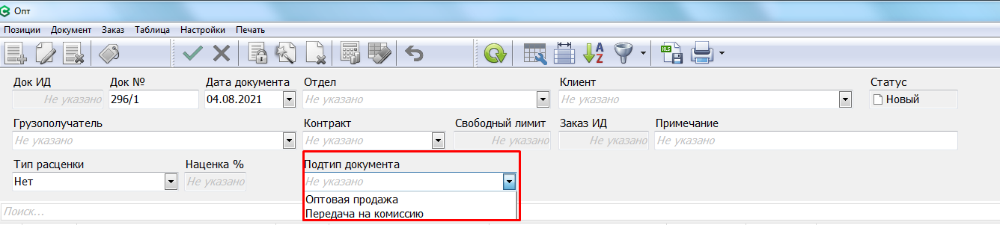 Опт
Позиции Документ Заказ Таблица Настройки Печать
XLS
A
Z
Док ИД Док № Дата документа Отдел Клиент Статус
Не указано 296/1 04.08.2021 Не указано Не указано Новый
Грузополучатель Контракт Свободный лимит Заказ ИД Примечание
Не указано Не указано Не указано Не указано Не указано
Тип расценки Наценка % Подтип документа
Нет Не указано Не указано
Оптовая продажа
Передача на комиссию
Поиск...